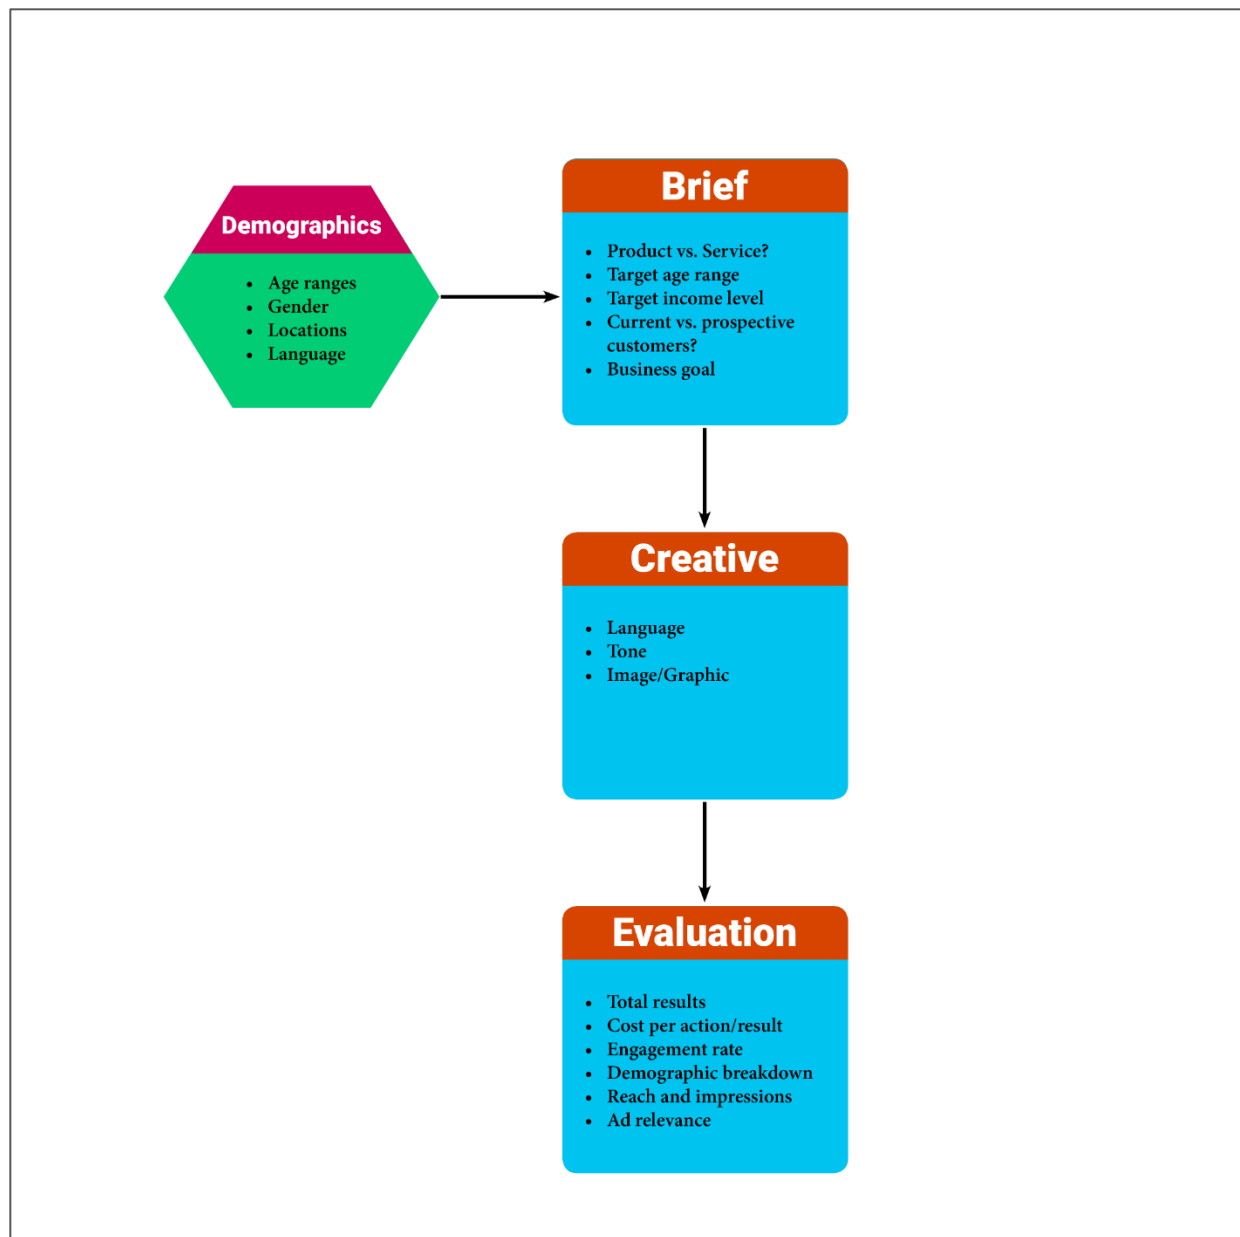 Demographics
• Age ranges
• Gender
• Locations
• Language
Brief
• Product vs. Service?
• Target age range
• Target income level
• Current vs. prospective
customers?
• Business goal
Creative
• Language
• Tone
• Image/Graphic
Evaluation
• Total results
• Cost per action/result
• Engagement rate
• Demographic breakdown
• Reach and impressions
• Ad relevance